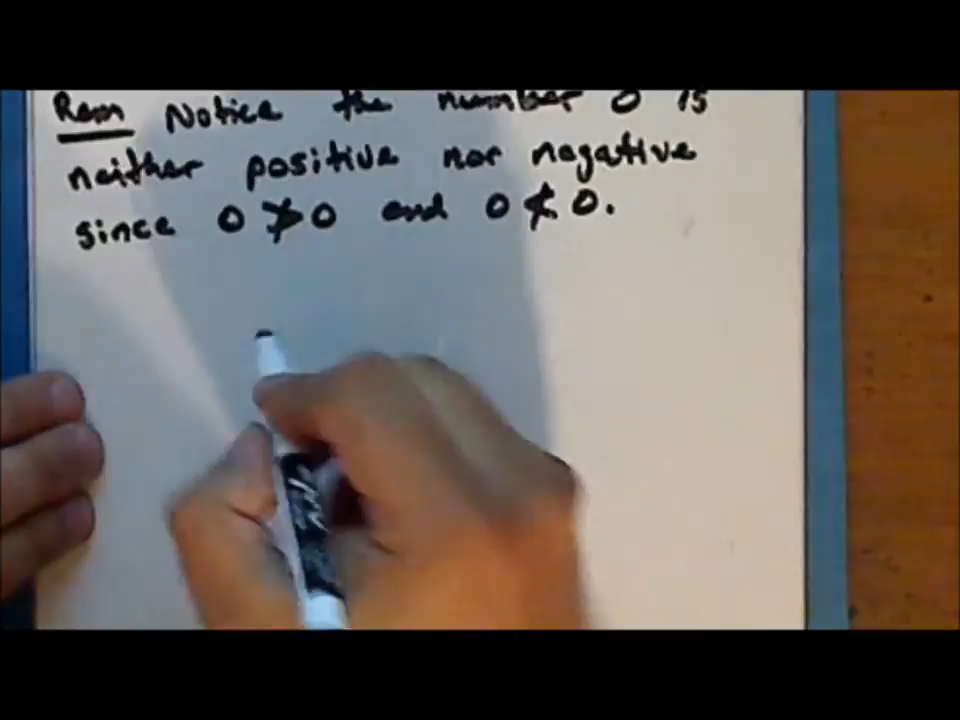 Rem Notice the number 0 is
neither positive nor negative
since 0 ≯ 0 and 0 ≮ 0.